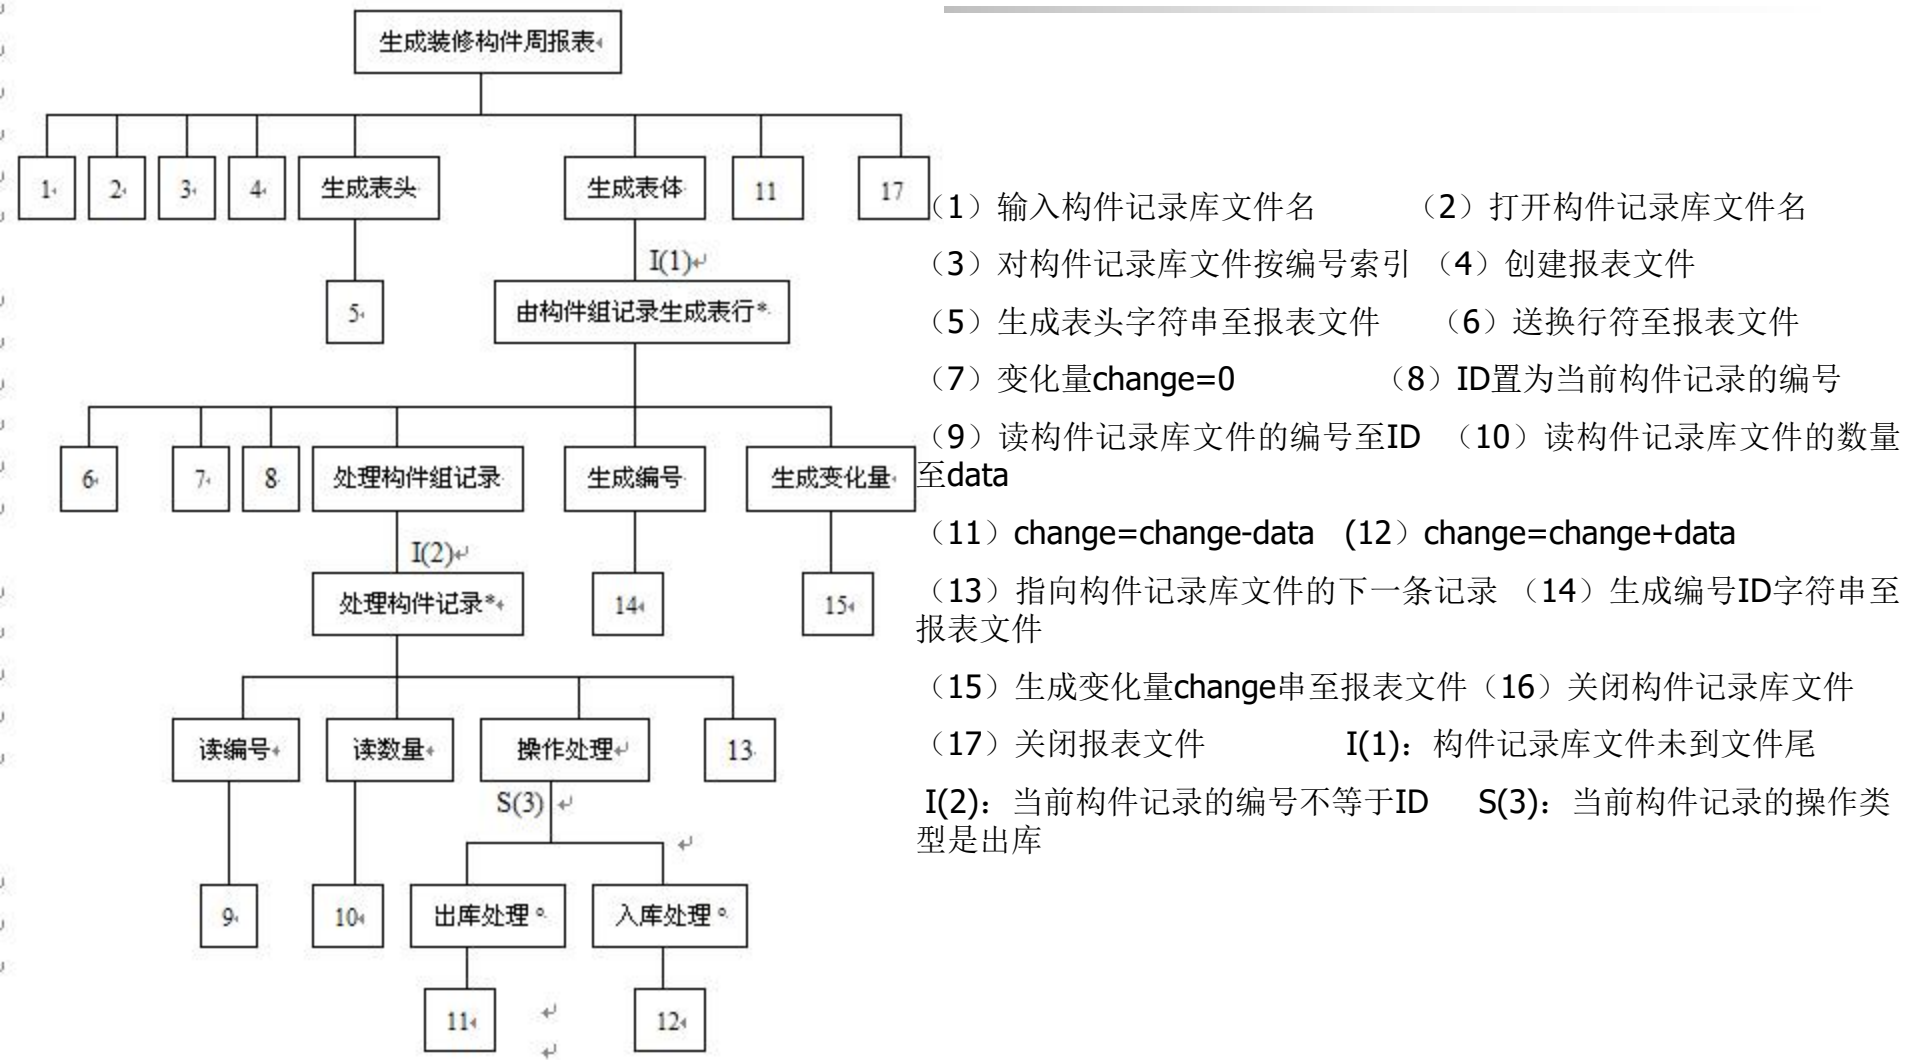 生成装修构件周报表
1 2 3 4 生成表头 生成表体 11 17
I(1)
5 由构件组记录生成表行*
6 7 8 处理构件组记录 生成编号 生成变化量
I(2)
处理构件记录* 14 15
读编号 读数量 操作处理 13
S(3)
9 10 出库处理° 入库处理°
11 12
(1）输入构件记录库文件名 （2）打开构件记录库文件名
（3）对构件记录库文件按编号索引 （4）创建报表文件
（5）生成表头字符串至报表文件 （6）送换行符至报表文件
（7）变化量change=0 （8）ID置为当前构件记录的编号
（9）读构件记录库文件的编号至ID （10）读构件记录库文件的数量
至data
（11）change=change-data (12）change=change+data
（13）指向构件记录库文件的下一条记录 （14）生成编号ID字符串至
报表文件
（15）生成变化量change串至报表文件（16）关闭构件记录库文件
（17）关闭报表文件 I(1)：构件记录库文件未到文件尾
I(2)：当前构件记录的编号不等于ID S(3)：当前构件记录的操作类
型是出库